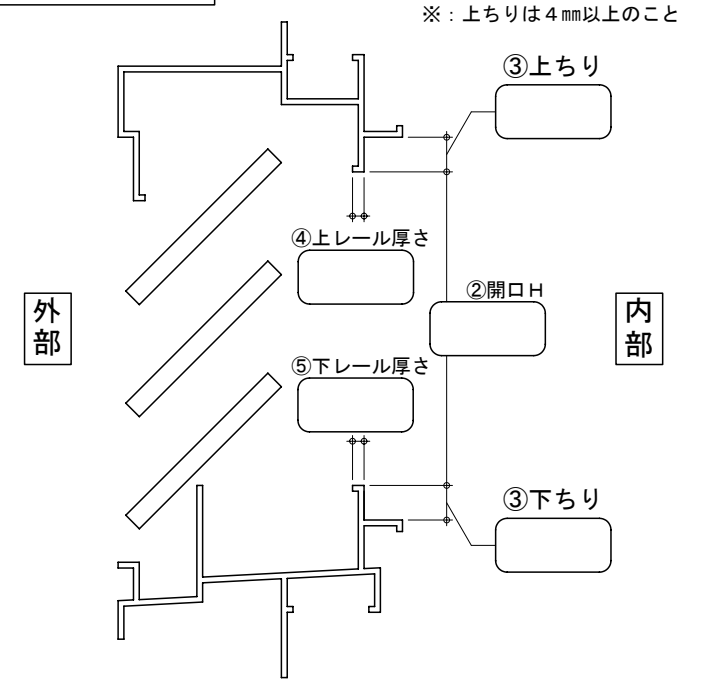 ※：上ちりは４㎜以上のこと
③上ちり
④上レール厚さ
②開口Ｈ
外部
内部
⑤下レール厚さ
③下ちり